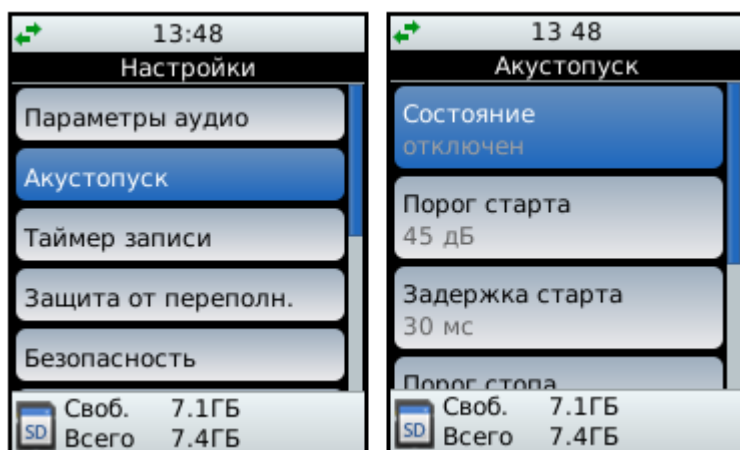 13:48
Настройки
Параметры аудио
Акустопуск
Таймер записи
Защита от переполн.
Безопасность
Своб. 7.1ГБ
SD
Всего 7.4ГБ
13 48
Акустопуск
Состояние
отключен
Порог старта
45 дБ
Задержка старта
30 мс
Порог стопа
Своб. 7.1ГБ
SD
Всего 7.4ГБ